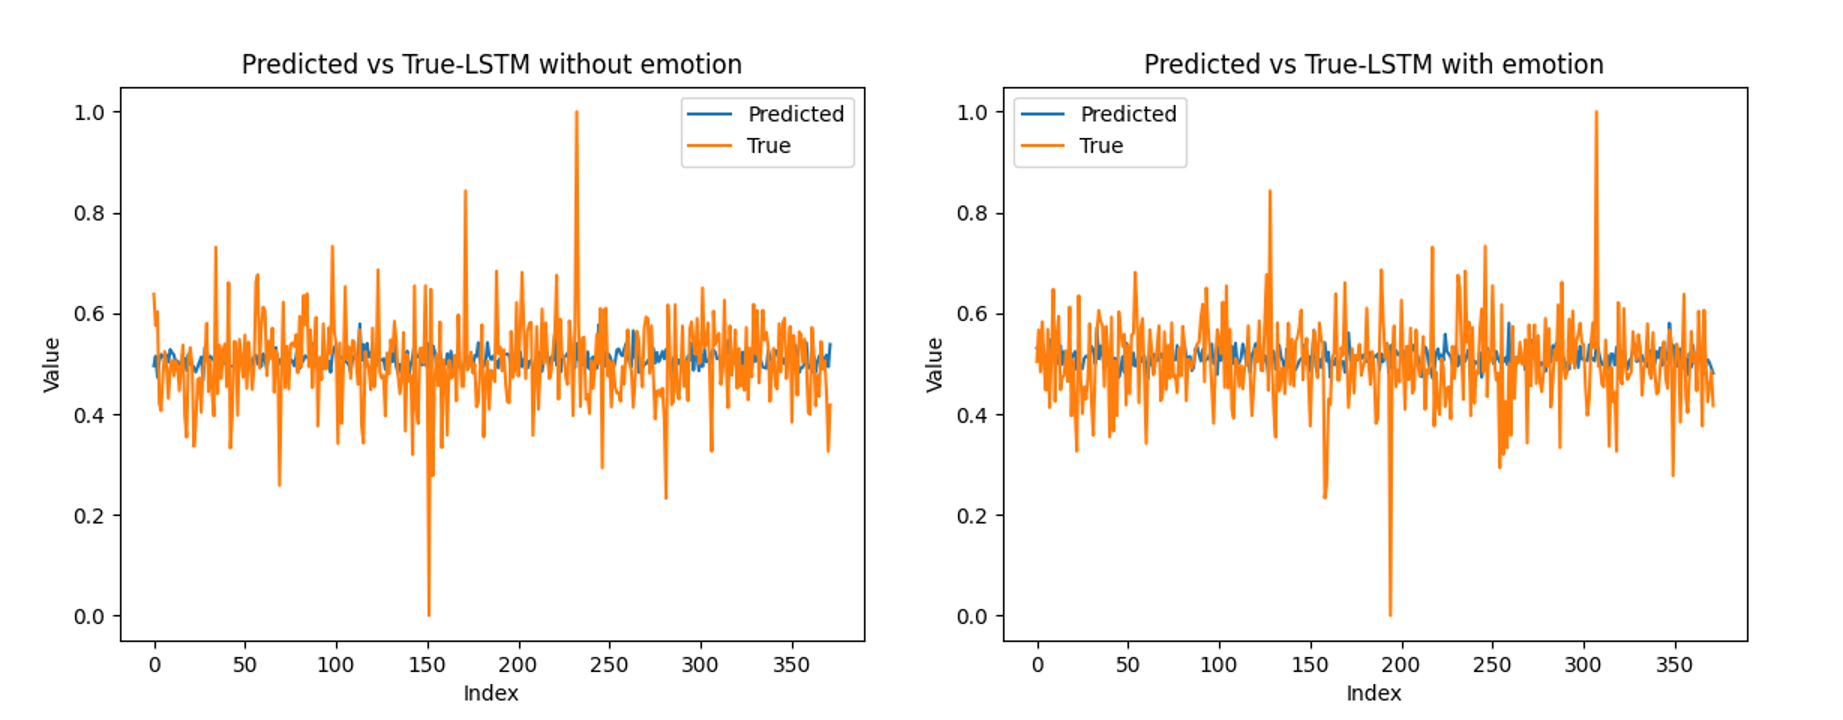 Predicted vs True-LSTM without emotion
Predicted
True
1.0
0.8
0.6
0.4
0.2
0.0
Value
0 50 100 150 200 250 300 350
Index
Predicted vs True-LSTM with emotion
Predicted
True
1.0
0.8
0.6
0.4
0.2
0.0
Value
0 50 100 150 200 250 300 350
Index